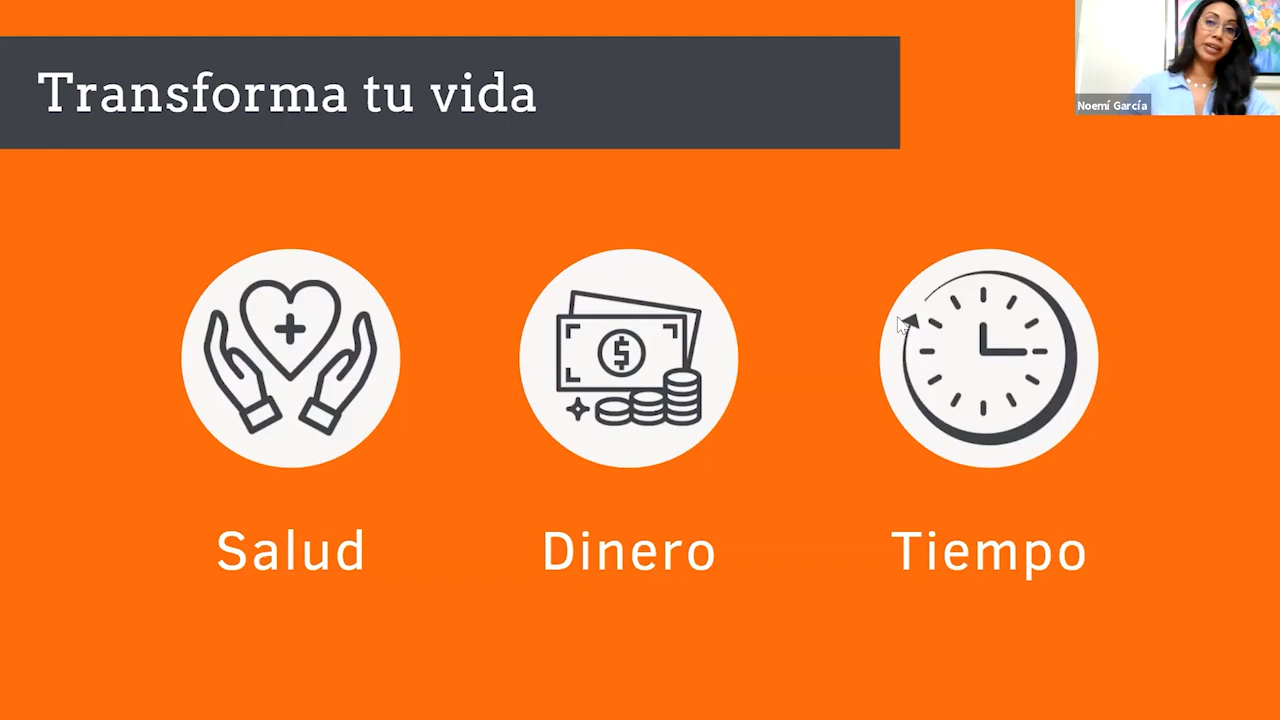 Transforma tu vida
Noemí García
Salud
Dinero
Tiempo